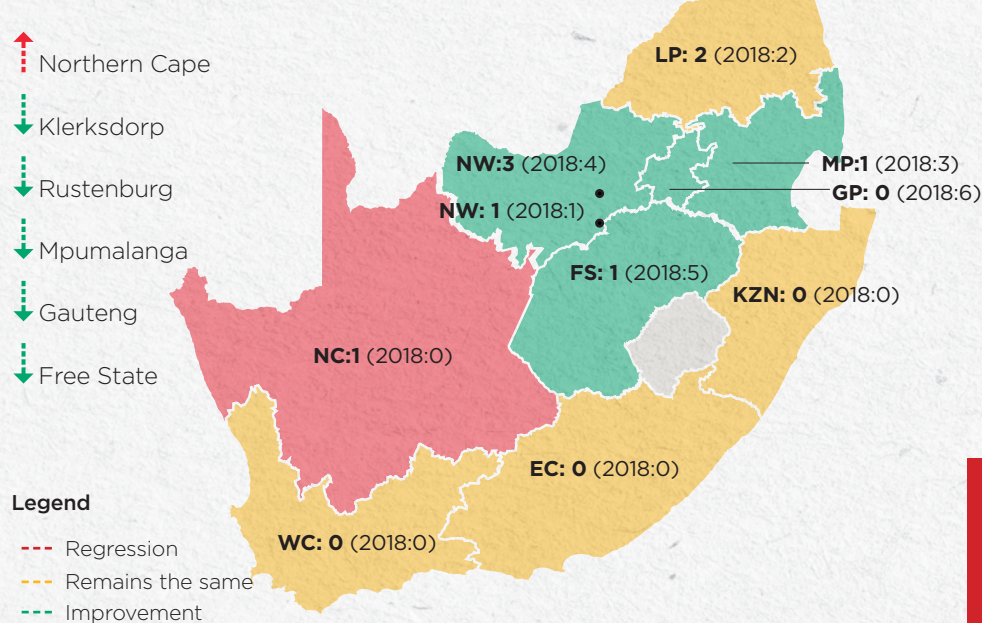 Northern Cape
Klerksdorp
Rustenburg
Mpumalanga
Gauteng
Free State
LP: 2 (2018:2)
NW:3 (2018:4)
MP:1 (2018:3)
GP: 0 (2018:6)
NW: 1 (2018:1)
FS: 1 (2018:5)
KZN: 0 (2018:0)
NC:1 (2018:0)
EC: 0 (2018:0)
WC: 0 (2018:0)
Legend
Regression
Remains the same
Improvement